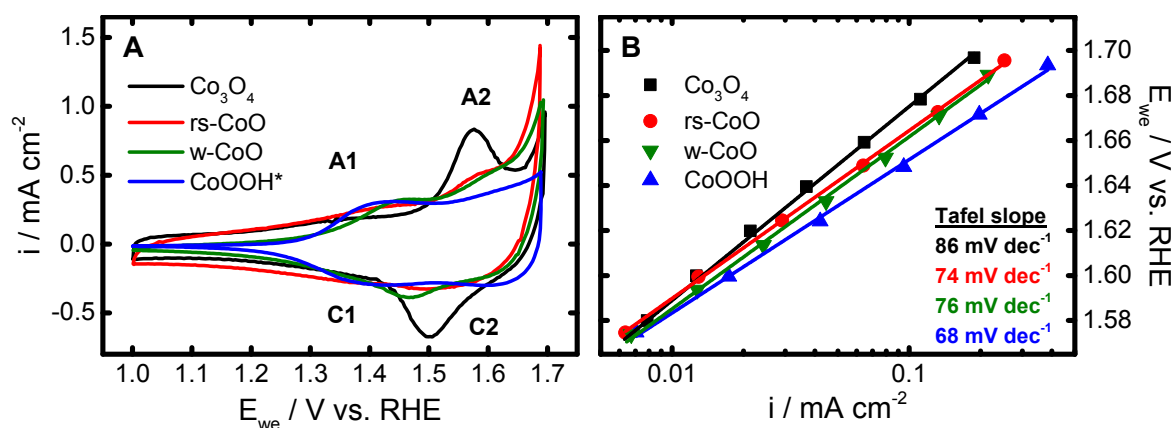 A
Co₃O₄
rs-CoO
w-CoO
CoOOH*
A1
A2
C1
C2
1.5
1.0
0.5
0.0
-0.5
i / mA cm⁻²
1.0 1.1 1.2 1.3 1.4 1.5 1.6 1.7
E_we / V vs. RHE
B
Co₃O₄
rs-CoO
w-CoO
CoOOH
Tafel slope
86 mV dec⁻¹
74 mV dec⁻¹
76 mV dec⁻¹
68 mV dec⁻¹
1.70
1.68
1.66
1.64
1.62
1.60
1.58
E_we / V vs. RHE
0.01 0.1
i / mA cm⁻²